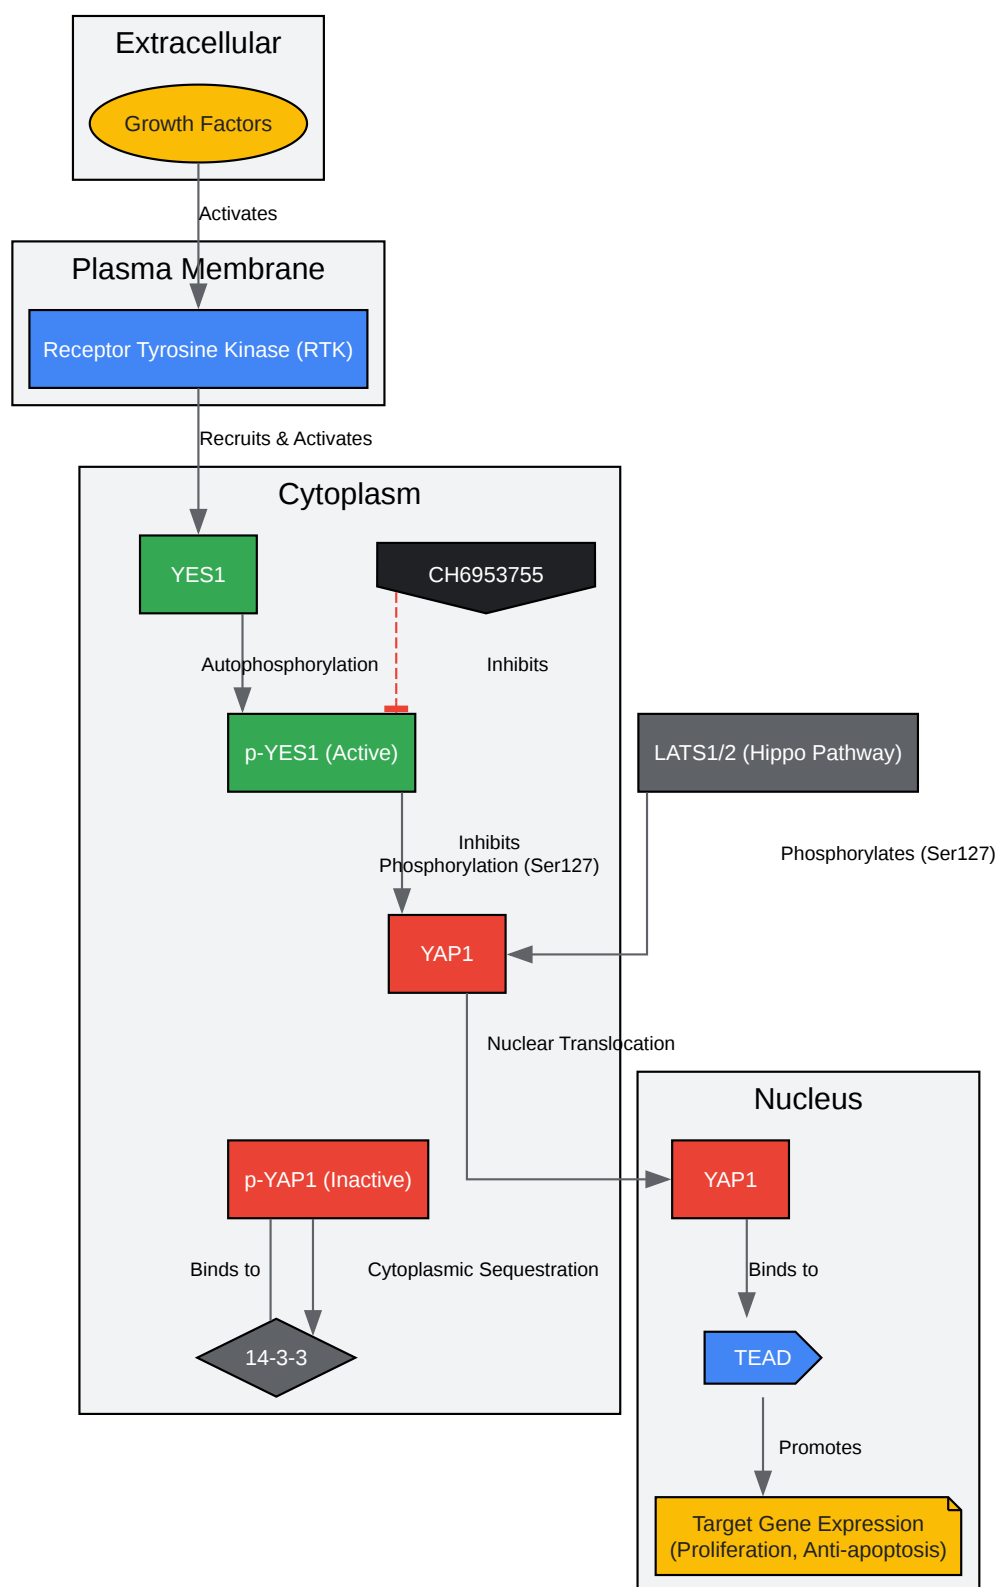 Extracellular
Growth Factors
Activates
Plasma Membrane
Receptor Tyrosine Kinase (RTK)
Recruits & Activates
Cytoplasm
YES1
CH6953755
Autophosphorylation
Inhibits
p-YES1 (Active)
LATS1/2 (Hippo Pathway)
Inhibits
Phosphorylation (Ser127)
Phosphorylates (Ser127)
YAP1
Nuclear Translocation
Nucleus
p-YAP1 (Inactive)
YAP1
Binds to
Cytoplasmic Sequestration
Binds to
14-3-3
TEAD
Promotes
Target Gene Expression
(Proliferation, Anti-apoptosis)